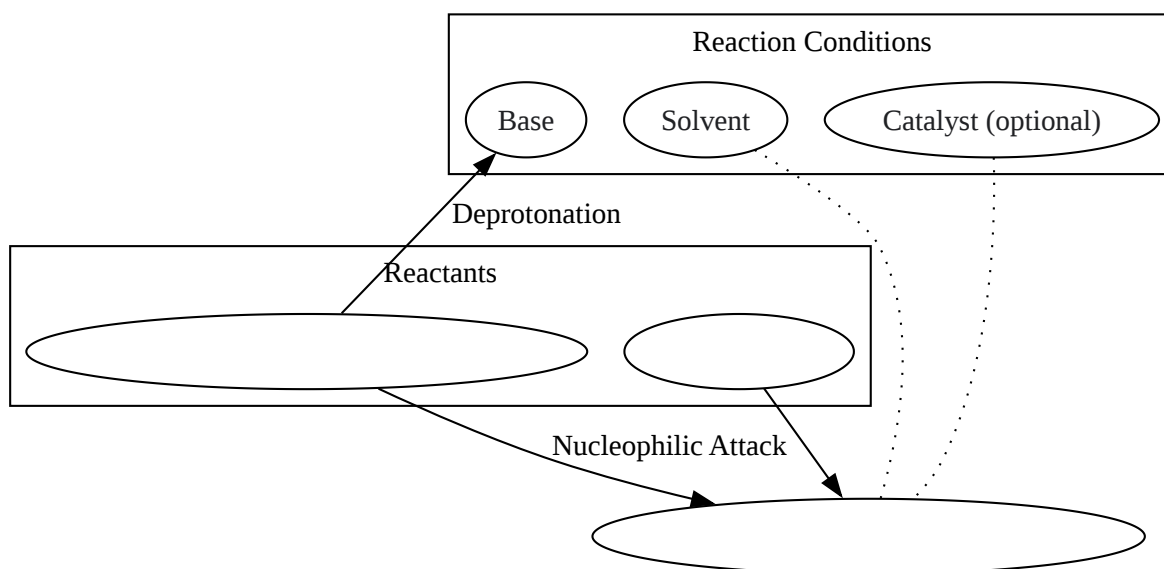 Reaction Conditions
Base
Solvent
Catalyst (optional)
Deprotonation
Reactants
Nucleophilic Attack